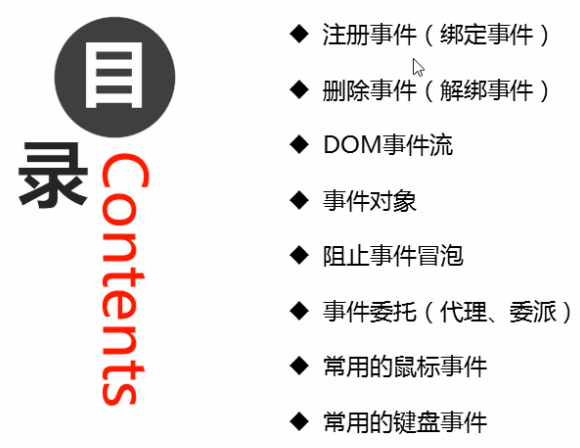 目录
Contents
◆ 注册事件（绑定事件）
◆ 删除事件（解绑事件）
◆ DOM事件流
◆ 事件对象
◆ 阻止事件冒泡
◆ 事件委托（代理、委派）
◆ 常用的鼠标事件
◆ 常用的键盘事件